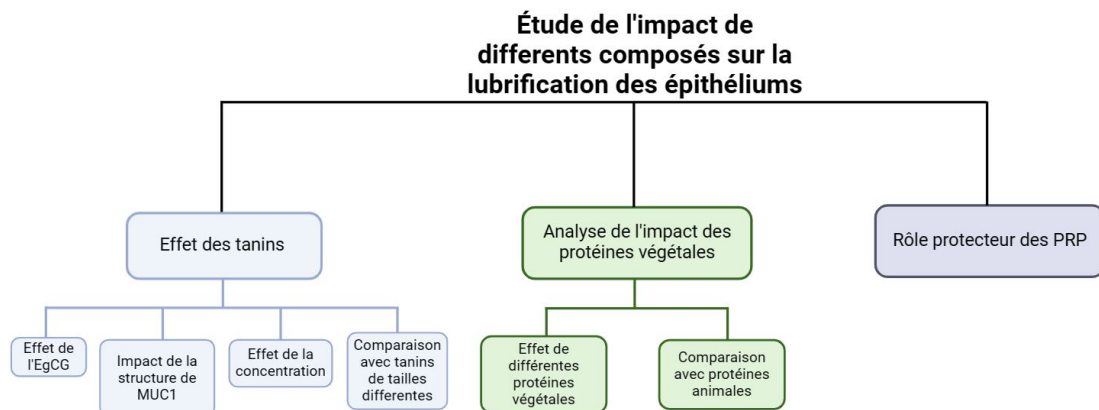 Étude de l'impact de
differents composés sur la
lubrification des épithéliums
Effet des tanins
Analyse de l'impact des
protéines végétales
Rôle protecteur des PRP
Effet de
l'EgCG
Impact de la
structure de
MUC1
Effet de la
concentration
Comparaison
avec tanins
de tailles
differentes
Effet de
différentes
protéines
végétales
Comparaison
avec protéines
animales